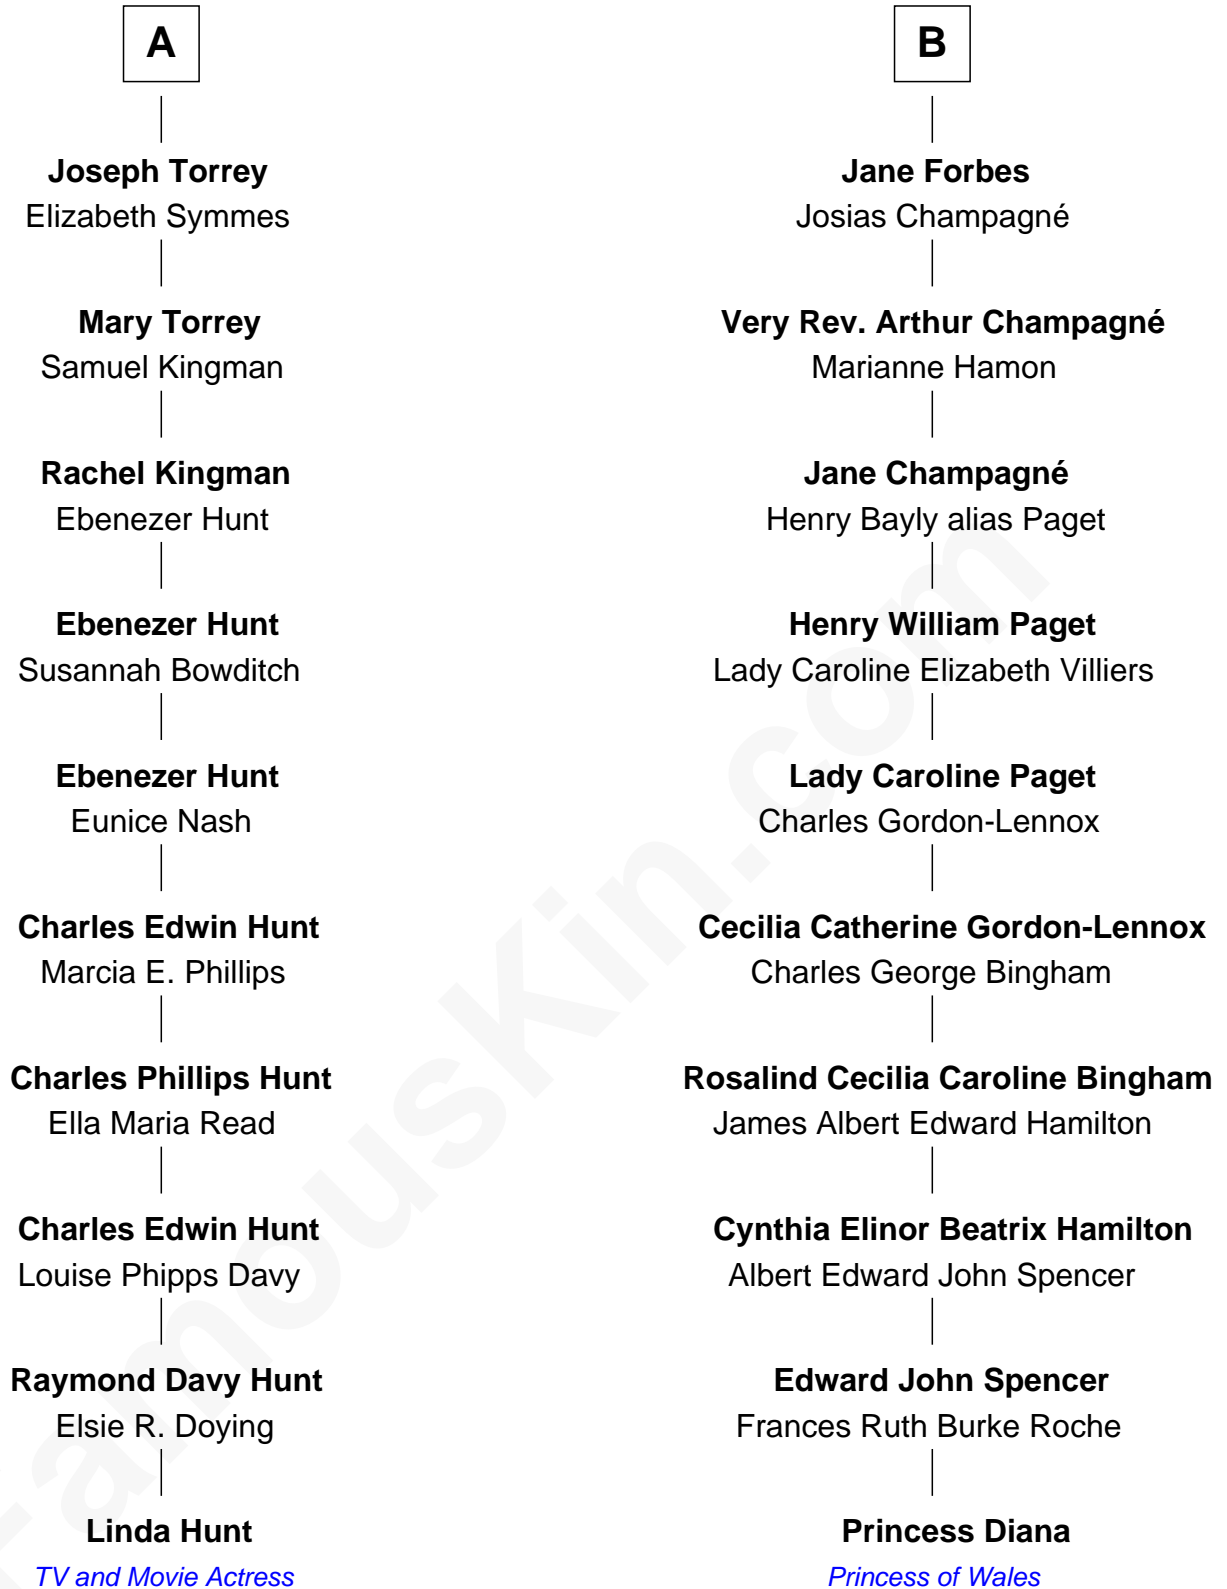 A
Joseph Torrey
Elizabeth Symmes
Mary Torrey
Samuel Kingman
Rachel Kingman
Ebenezer Hunt
Ebenezer Hunt
Susannah Bowditch
Ebenezer Hunt
Eunice Nash
Charles Edwin Hunt
Marcia E. Phillips
Charles Phillips Hunt
Ella Maria Read
Charles Edwin Hunt
Louise Phipps Davy
Raymond Davy Hunt
Elsie R. Doying
Linda Hunt
TV and Movie Actress
B
Jane Forbes
Josias Champagné
Very Rev. Arthur Champagné
Marianne Hamon
Jane Champagné
Henry Bayly alias Paget
Henry William Paget
Lady Caroline Elizabeth Villiers
Lady Caroline Paget
Charles Gordon-Lennox
Cecilia Catherine Gordon-Lennox
Charles George Bingham
Rosalind Cecilia Caroline Bingham
James Albert Edward Hamilton
Cynthia Elinor Beatrix Hamilton
Albert Edward John Spencer
Edward John Spencer
Frances Ruth Burke Roche
Princess Diana
Princess of Wales
FamousKin.com